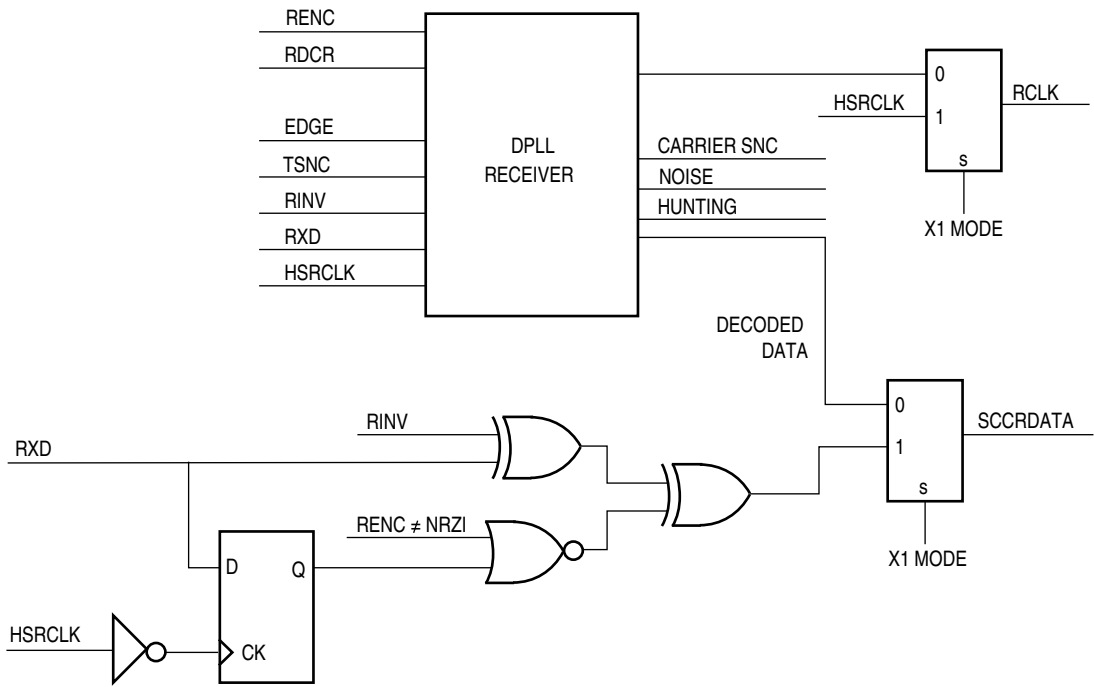 RENC
RDCR
EDGE
TSNC
RINV
RXD
HSRCLK
DPLL
RECEIVER
CARRIER SNC
NOISE
HUNTING
HSRCLK
0
1
s
RCLK
X1 MODE
DECODED
DATA
0
1
s
SCCRDATA
X1 MODE
RINV
RXD
RENC ≠ NRZI
D
Q
CK
HSRCLK